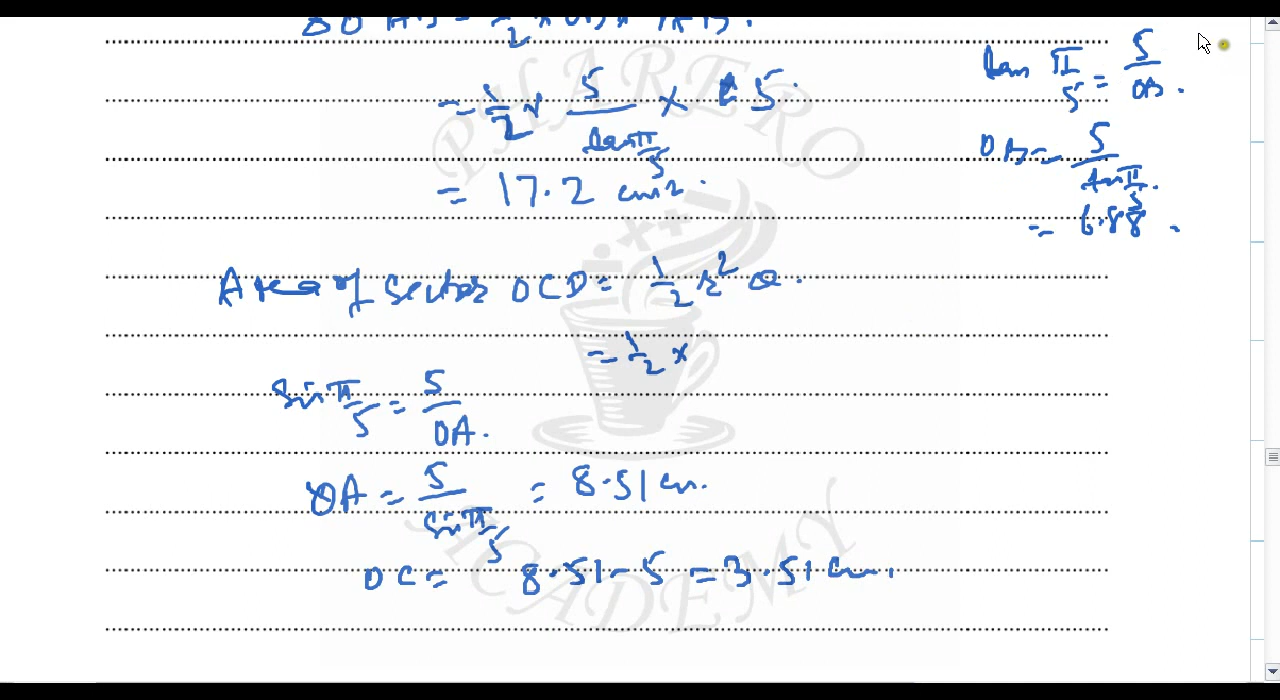 = 1/2 × 5/tan π/5 × 5.
= 17.2 cm².
tan π/5 = 5/OB.
OB = 5/tan π/5.
= 6.88.
Area of Sector OCD = 1/2 r² θ.
= 1/2 ×
Sin π/5 = 5/OA.
OA = 5/sin π/5 = 8.51 cm.
OC = 8.51 - 5 = 3.51 cm.
PHARERO
ACADEMY